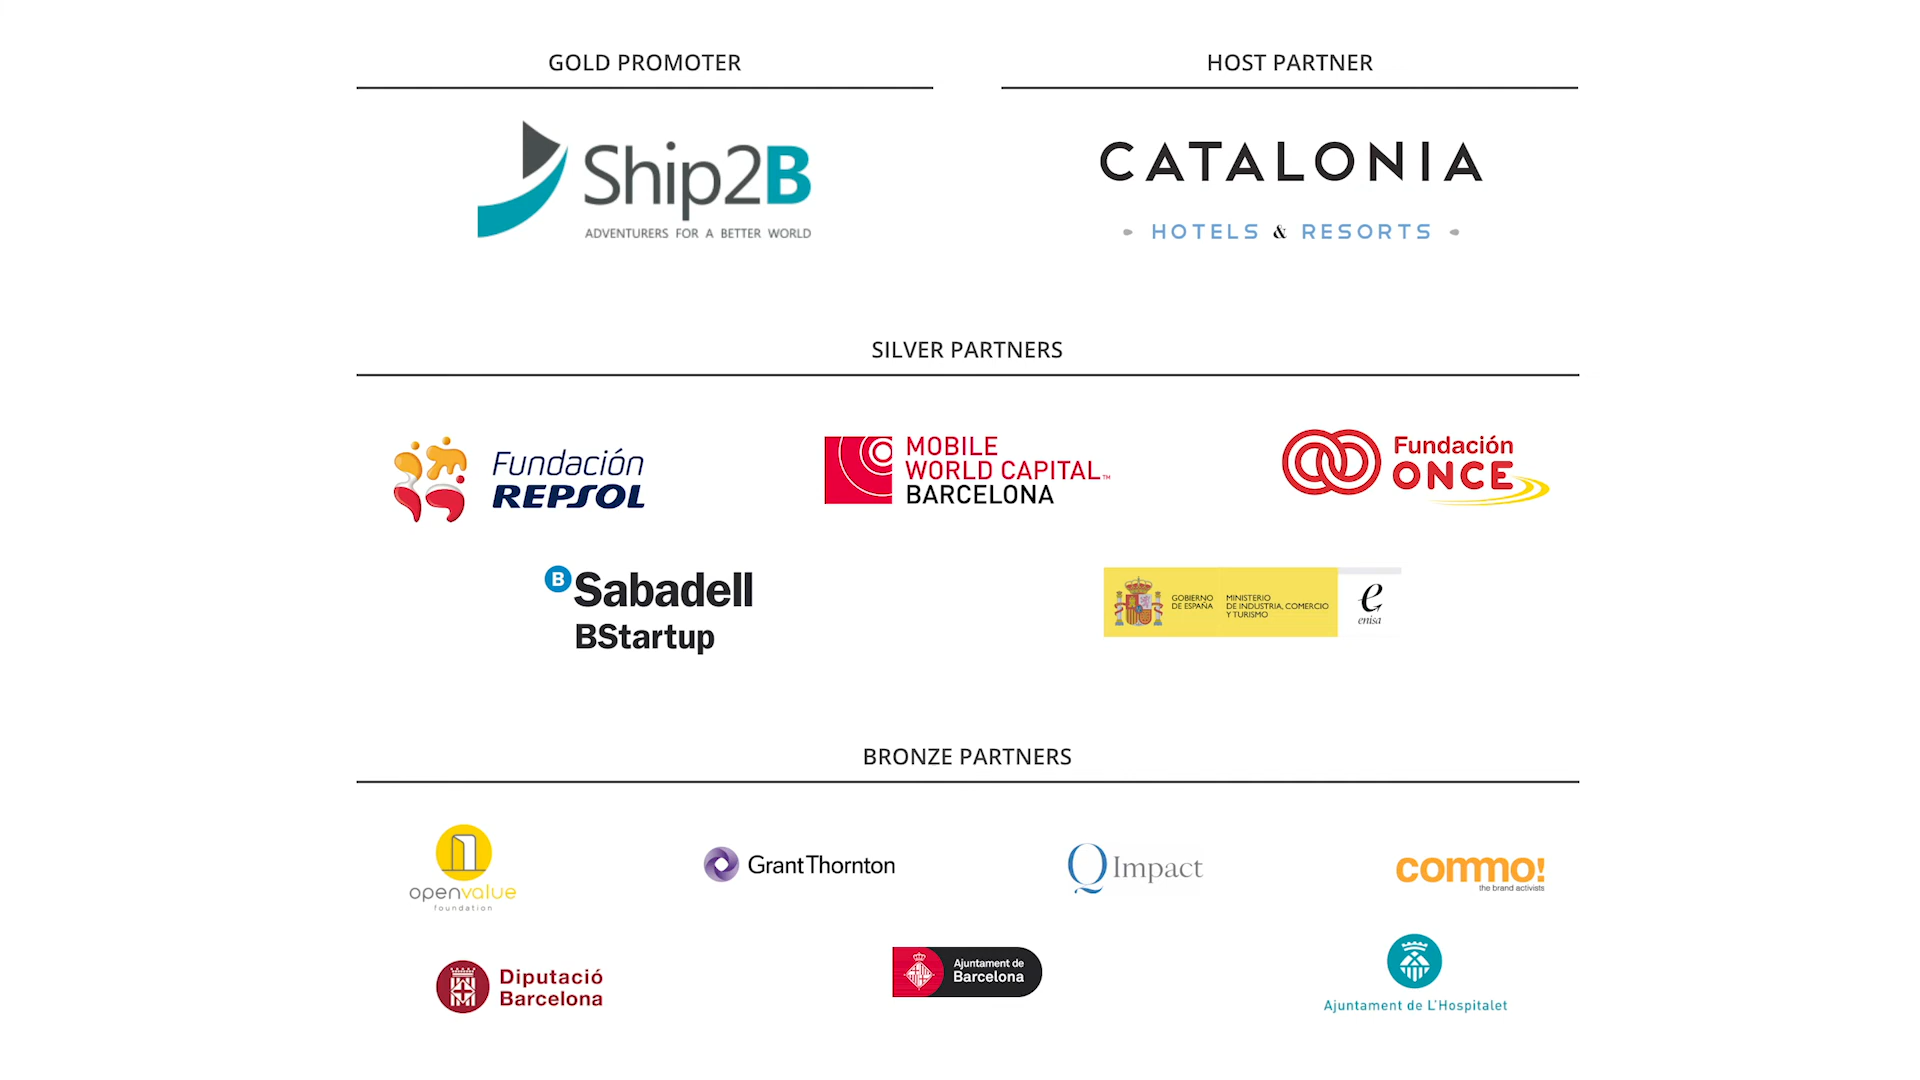 GOLD PROMOTER
HOST PARTNER
Ship2B
ADVENTURERS FOR A BETTER WORLD
CATALONIA
HOTELS & RESORTS
SILVER PARTNERS
Fundación
REPSOL
MOBILE
WORLD CAPITAL™
BARCELONA
Fundación
ONCE
B Sabadell
BStartup
GOBIERNO
DE ESPAÑA
MINISTERIO
DE INDUSTRIA, COMERCIO
Y TURISMO
e
enisa
BRONZE PARTNERS
openvalue
foundation
GrantThornton
Q Impact
commo!
the brand activists
Diputació
Barcelona
Ajuntament de
Barcelona
Ajuntament de L'Hospitalet